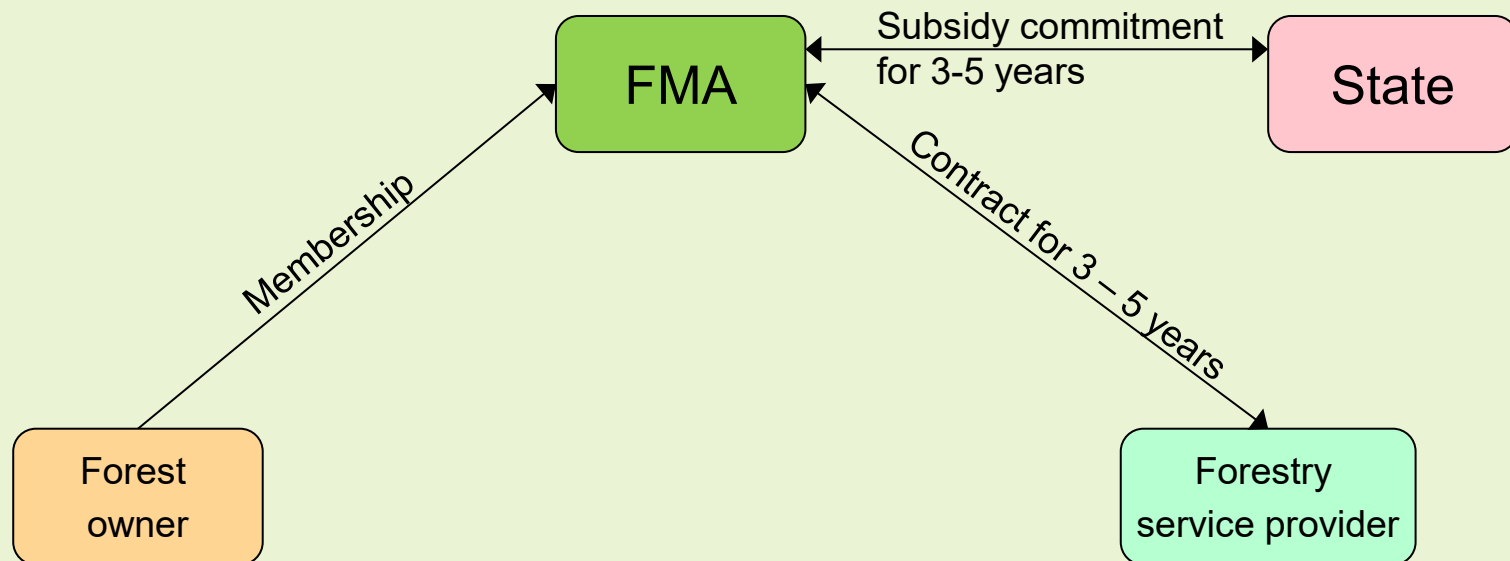 FMA
Subsidy commitment
for 3-5 years
State
Membership
Contract for 3 – 5 years
Forest
owner
Forestry
service provider